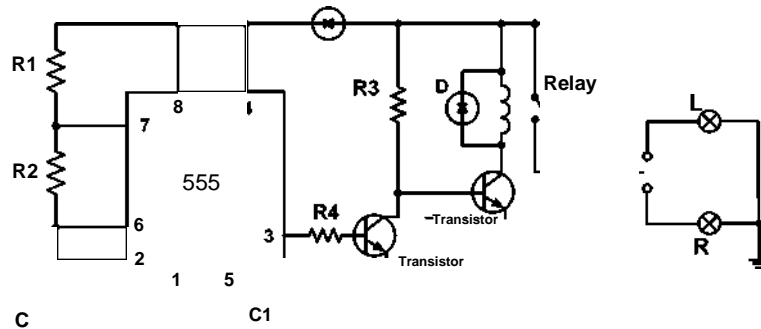 R1
8
7
R2
555
6
2
1
5
3
C
C1
R4
Transistor
R3
D
Relay
–Transistor
L
R